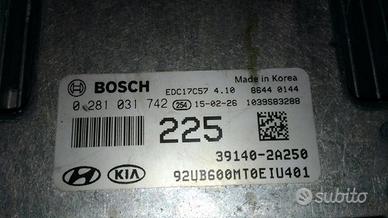 BOSCH EDC17C57 4.10 Made in Korea
8644 0144
0 281 031 742 254 15-02-26 1039S83288
225
39140-2A250
KIA 92UB600MT0EIU401
subito